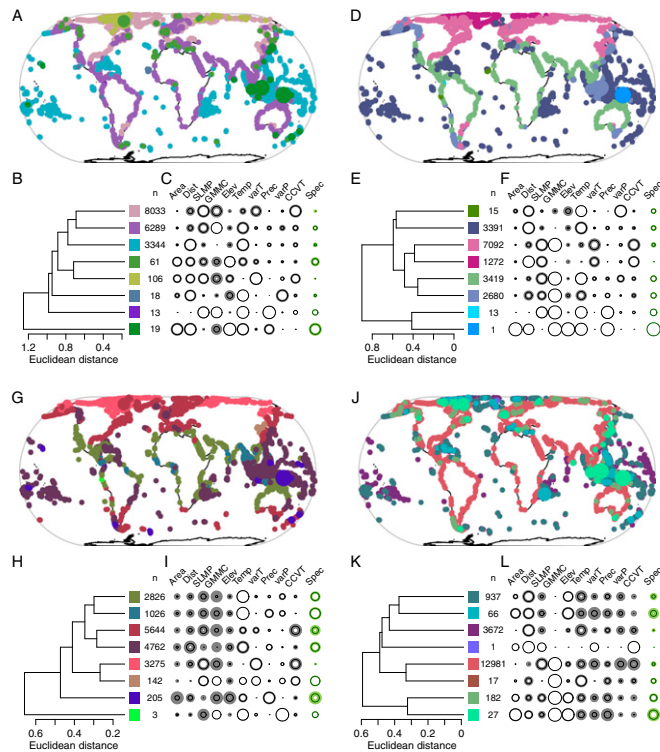 A
D
B
C
E
F
n
Area
Dist
SLMP
GMMC
Elev
Temp
varT
Prec
varP
CCVT
Spec
8033
6289
3344
61
106
18
13
19
1.2
0.8
0.4
Euclidean distance
n
Area
Dist
SLMP
GMMC
Elev
Temp
varT
Prec
varP
CCVT
Spec
15
3391
7092
1272
3419
2680
13
1
0.8
0.4
0
Euclidean distance
G
J
H
I
K
L
n
Area
Dist
SLMP
GMMC
Elev
Temp
varT
Prec
varP
CCVT
Spec
2826
1026
5644
4762
3275
142
205
3
0.6
0.4
0.2
Euclidean distance
n
Area
Dist
SLMP
GMMC
Elev
Temp
varT
Prec
varP
CCVT
Spec
937
66
3672
1
12981
17
182
27
0.6
0.4
0.2
0
Euclidean distance